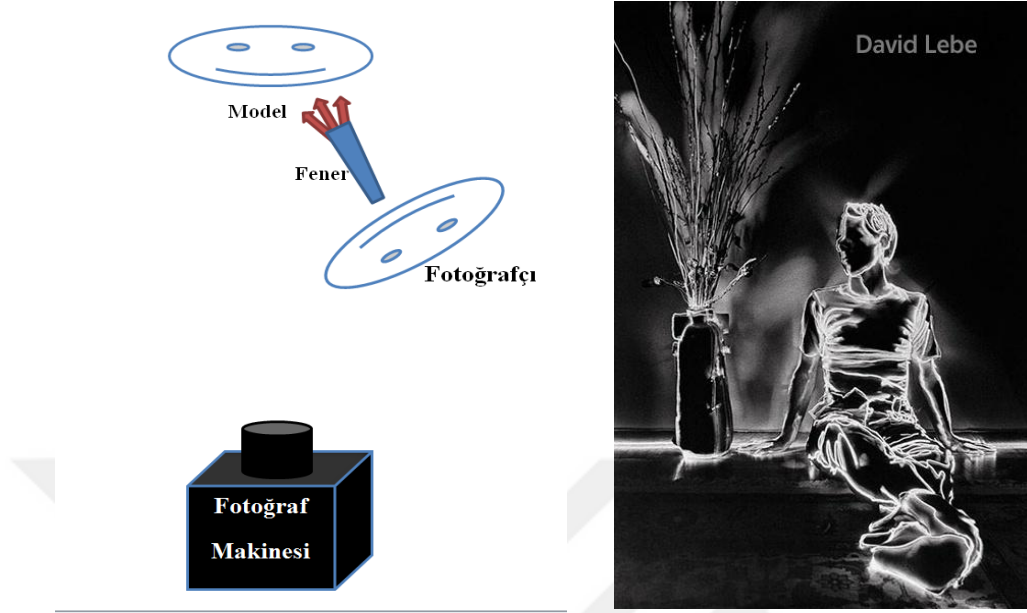 Model
Fener
Fotoğrafçı
Fotoğraf
Makinesi
David Lebe